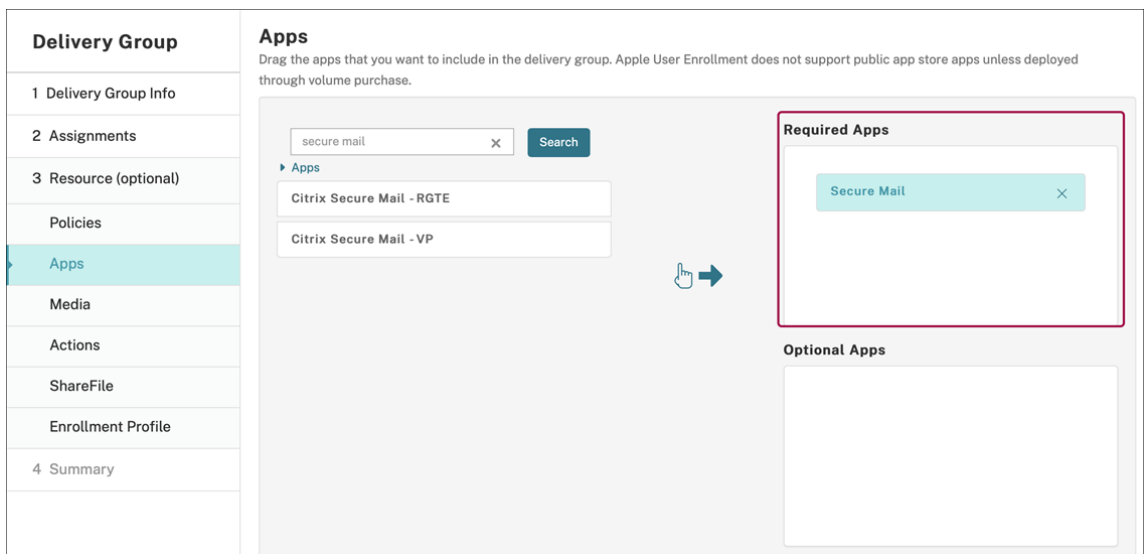 Delivery Group
1 Delivery Group Info
2 Assignments
3 Resource (optional)
Policies
Apps
Media
Actions
ShareFile
Enrollment Profile
4 Summary
Apps
Drag the apps that you want to include in the delivery group. Apple User Enrollment does not support public app store apps unless deployed
through volume purchase.
secure mail
Search
Apps
Citrix Secure Mail - RGTE
Citrix Secure Mail - VP
Required Apps
Secure Mail
Optional Apps